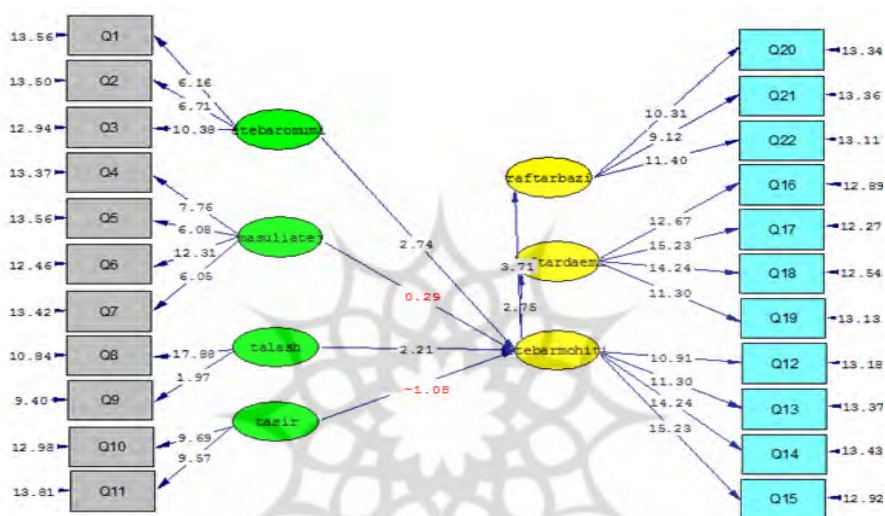 13.56 Q1
13.50 Q2
12.94 Q3
13.37 Q4
13.56 Q5
12.46 Q6
13.42 Q7
10.84 Q8
9.40 Q9
12.98 Q10
13.81 Q11
6.16
6.71
10.38
7.76
6.08
12.31
6.05
17.88
1.97
9.69
9.57
tebaromumi
masuliatej
talash
tasir
2.74
0.29
2.21
-1.08
raftarbazi
3.71
ftardaemi
2.75
tebarmohiti
10.31
9.12
11.40
12.67
15.23
14.24
11.30
10.91
11.30
14.24
15.23
Q20 13.34
Q21 13.36
Q22 13.11
Q16 12.89
Q17 12.27
Q18 12.54
Q19 13.13
Q12 13.18
Q13 13.37
Q14 13.43
Q15 12.92